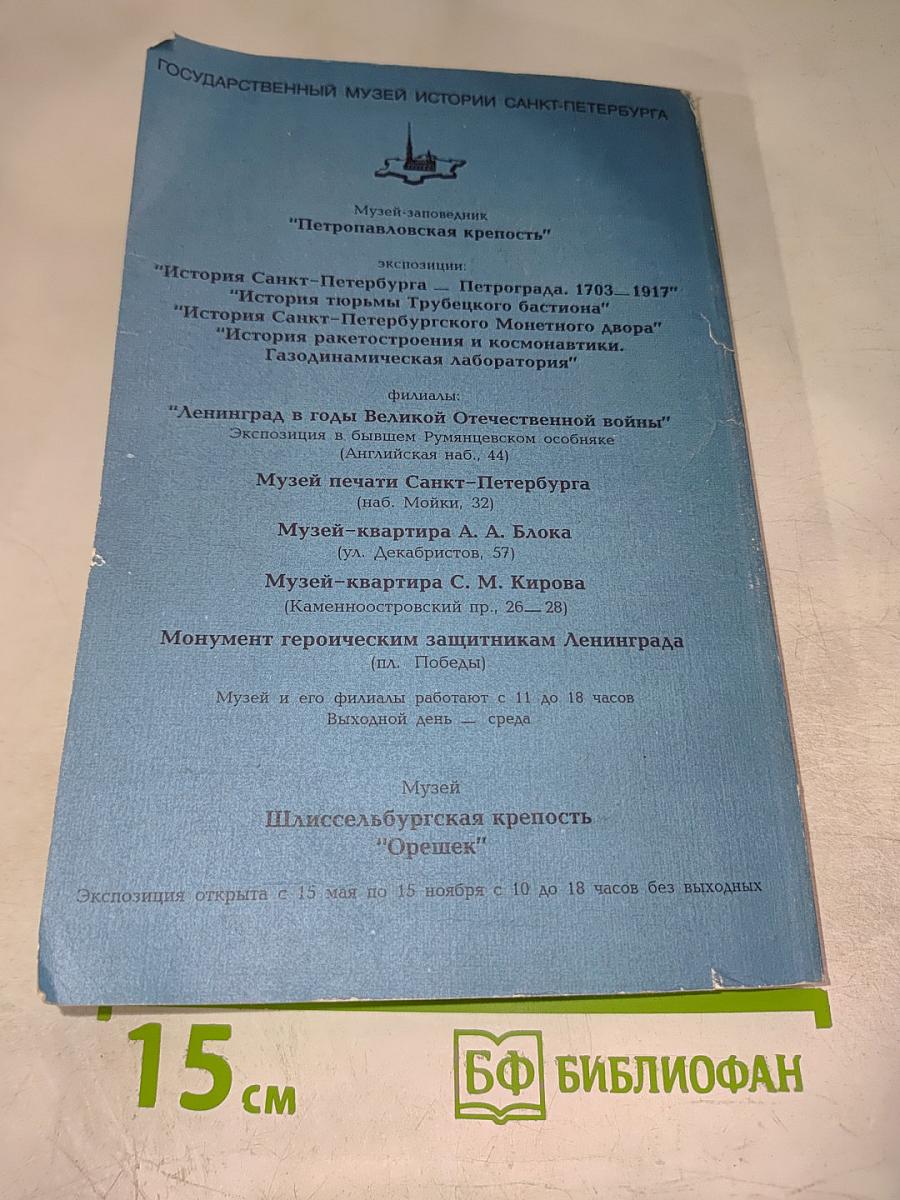 ГОСУДАРСТВЕННЫЙ МУЗЕЙ ИСТОРИИ САНКТ-ПЕТЕРБУРГА
Музей-заповедник
"Петропавловская крепость"
экспозиции:
"История Санкт-Петербурга — Петрограда. 1703—1917"
"История тюрьмы Трубецкого бастиона"
"История Санкт-Петербургского Монетного двора"
"История ракетостроения и космонавтики.
Газодинамическая лаборатория"
филиалы:
"Ленинград в годы Великой Отечественной войны"
Экспозиция в бывшем Румянцевском особняке
(Английская наб., 44)
Музей печати Санкт-Петербурга
(наб. Мойки, 32)
Музей-квартира А. А. Блока
(ул. Декабристов, 57)
Музей-квартира С. М. Кирова
(Каменноостровский пр., 26—28)
Монумент героическим защитникам Ленинграда
(пл. Победы)
Музей и его филиалы работают с 11 до 18 часов
Выходной день — среда
Музей
Шлиссельбургская крепость
"Орешек"
Экспозиция открыта с 15 мая по 15 ноября с 10 до 18 часов без выходных
15 см
БФ БИБЛИОФАН